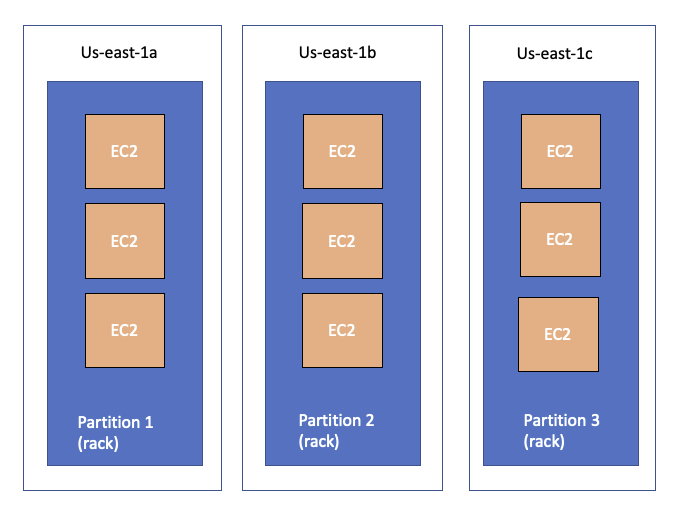 Us-east-1a
EC2
EC2
EC2
Partition 1
(rack)
Us-east-1b
EC2
EC2
EC2
Partition 2
(rack)
Us-east-1c
EC2
EC2
EC2
Partition 3
(rack)